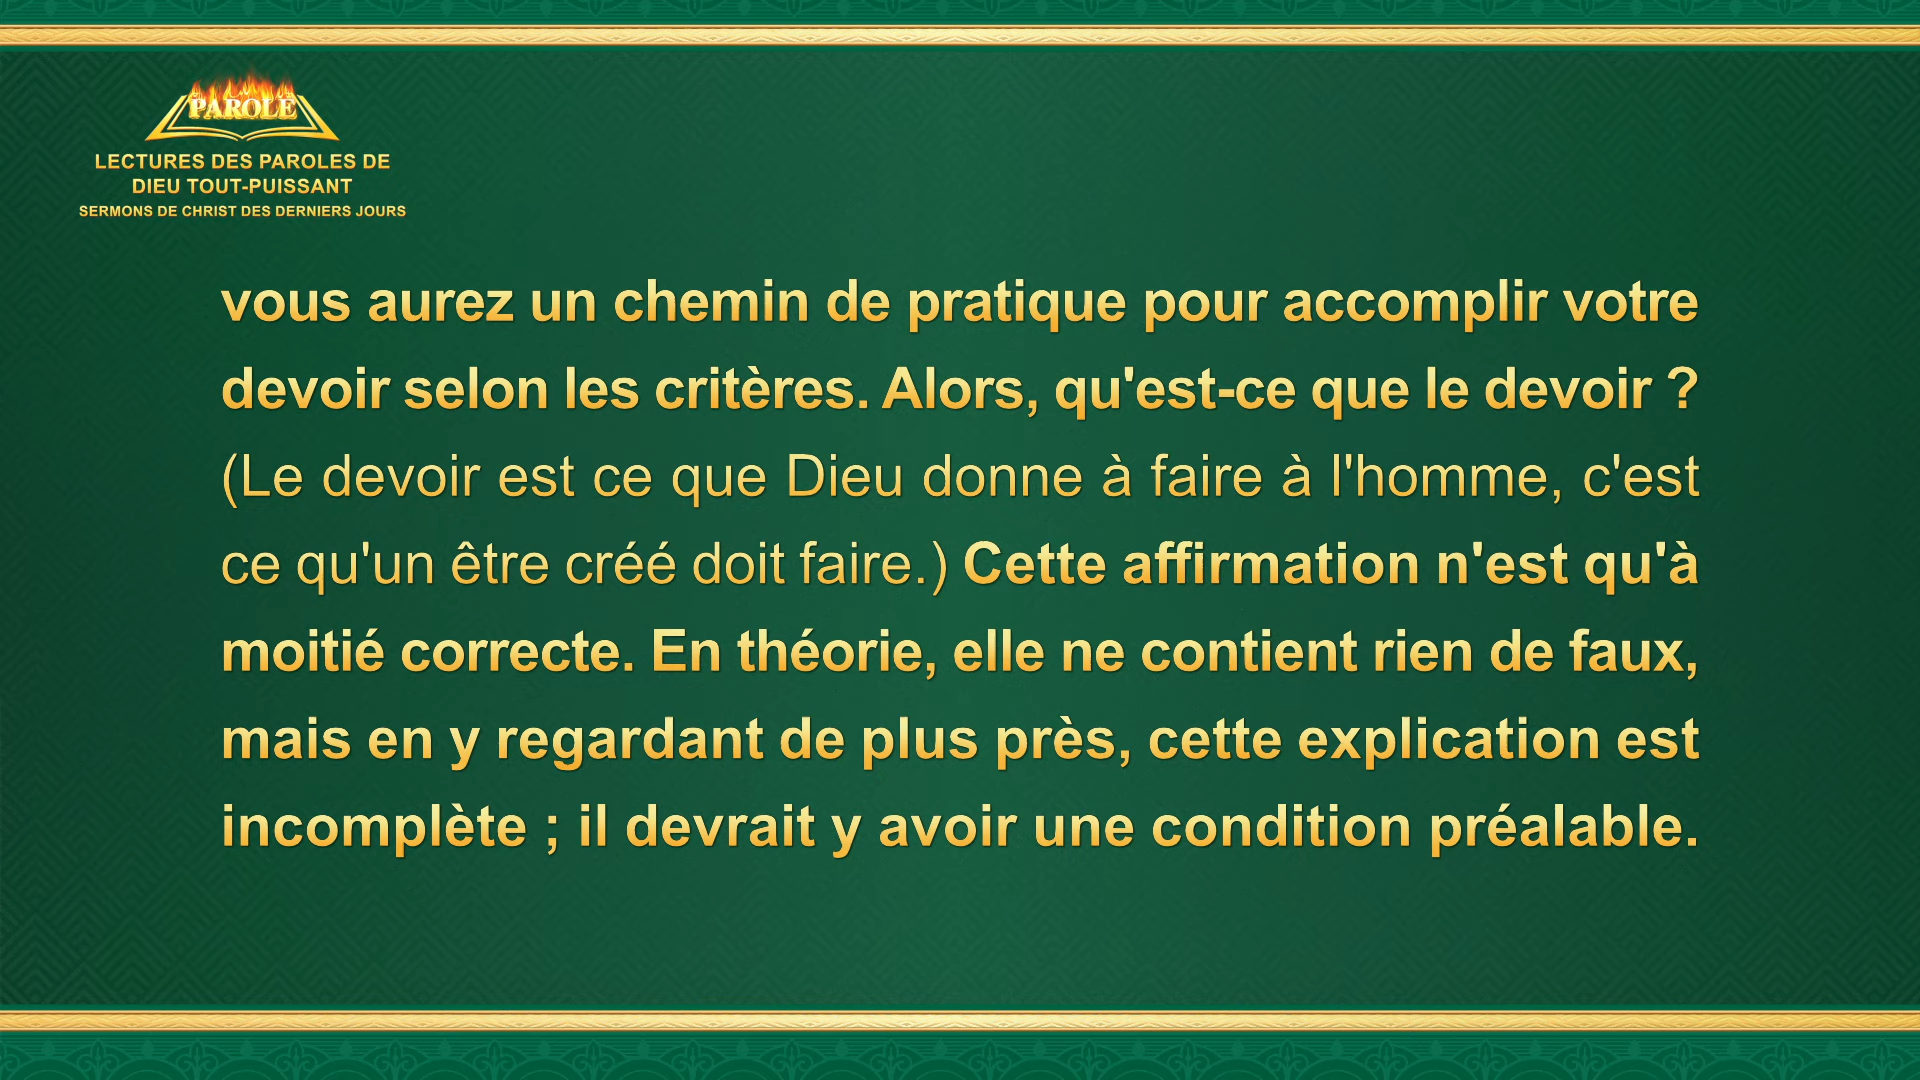 PAROLE
LECTURES DES PAROLES DE
DIEU TOUT-PUISSANT
SERMONS DE CHRIST DES DERNIERS JOURS
vous aurez un chemin de pratique pour accomplir votre
devoir selon les critères. Alors, qu'est-ce que le devoir ?
(Le devoir est ce que Dieu donne à faire à l'homme, c'est
ce qu'un être créé doit faire.) Cette affirmation n'est qu'à
moitié correcte. En théorie, elle ne contient rien de faux,
mais en y regardant de plus près, cette explication est
incomplète ; il devrait y avoir une condition préalable.